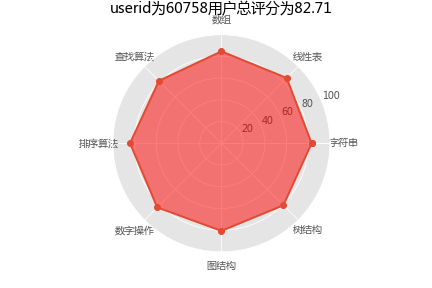 userid为60758用户总评分为82.71
数组
查找算法
线性表
100
80
60
40
20
排序算法
字符串
数字操作
树结构
图结构